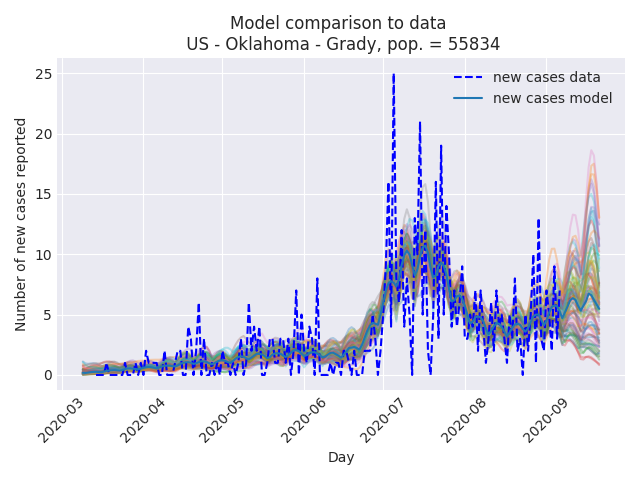 Model comparison to data
US - Oklahoma - Grady, pop. = 55834
new cases data
new cases model
Number of new cases reported
25
20
15
10
5
0
2020-03
2020-04
2020-05
2020-06
2020-07
2020-08
2020-09
Day